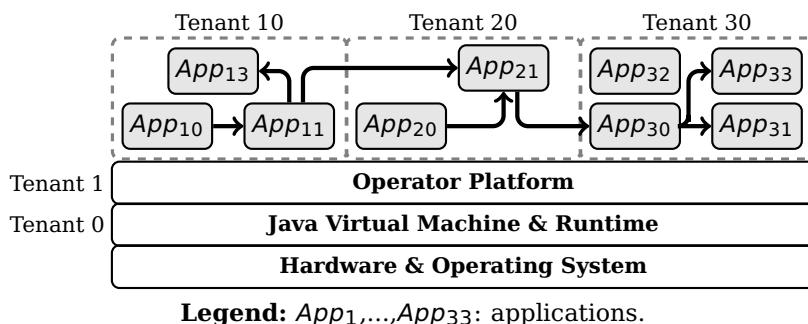 Tenant 10 Tenant 20 Tenant 30
App13 App21 App32 App33
App10 App11 App20 App30 App31
Tenant 1 Operator Platform
Tenant 0 Java Virtual Machine & Runtime
Hardware & Operating System
Legend: App1,...,App33: applications.